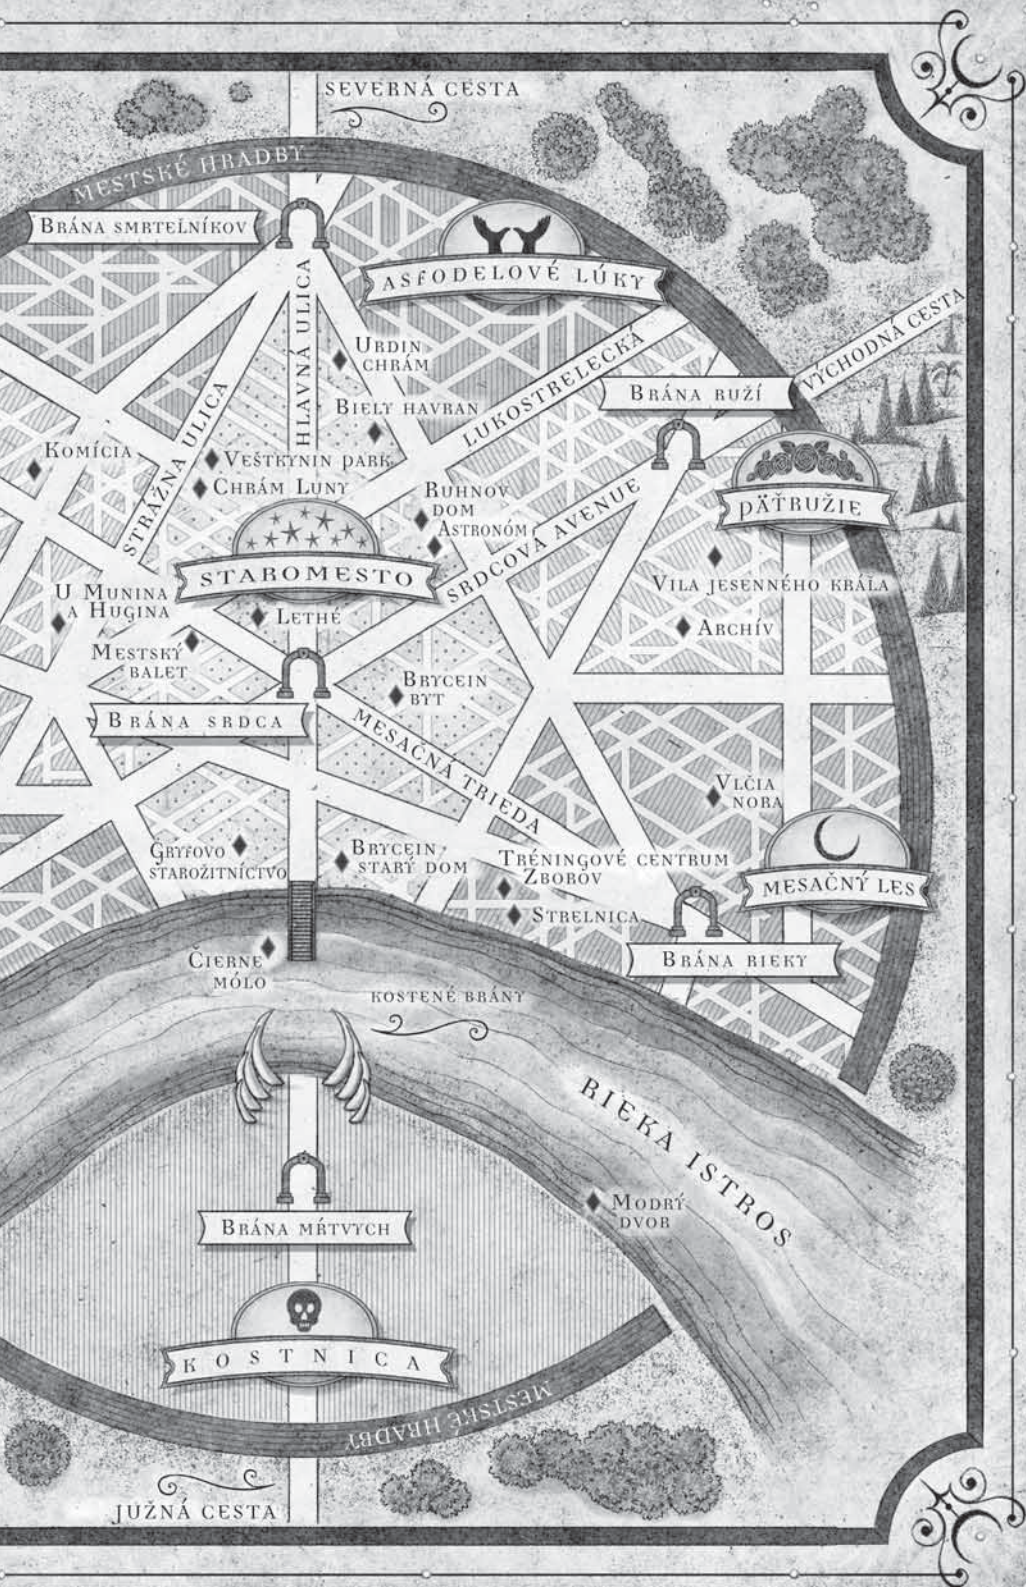 SEVERNÁ CESTA
MESTSKÉ HRADBY
BRÁNA SMRTEĽNÍKOV
ASFODELOVÉ LÚKY
HLAVNÁ ULICA
VÝCHODNÁ CESTA
URDIN
CHRÁM
LUKOSTRELECKÁ
BRÁNA RUŽÍ
BIELY HAVRAN
STRÁŽNA ULICA
KOMÍCIA
VEŠTKYNIN PARK
CHRÁM LUNY
RUHNOV
DOM
ASTRONÓM
PÄŤRUŽIE
SRDCOVÁ AVENUE
STAROMESTO
VILA JESENNÉHO KRÁĽA
U MUNINA
A HUGINA
LETHÉ
ARCHÍV
MESTSKÝ
BALET
BRYCEIN
BYT
BRÁNA SRDCA
MESAČNÁ TRIEDA
VLČIA
NORA
GRYFOVO
STAROŽITNÍCTVO
BRYCEIN
STARÝ DOM
TRÉNINGOVÉ CENTRUM
ZBOROV
MESAČNÝ LES
STRELNICA
BRÁNA RIEKY
ČIERNE
MÓLO
KOSTENÉ BRÁNY
RIEKA ISTROS
MODRÝ
DVOR
BRÁNA MŔTVYCH
KOSTNICA
MESTSKÉ HRADBY
JUŽNÁ CESTA